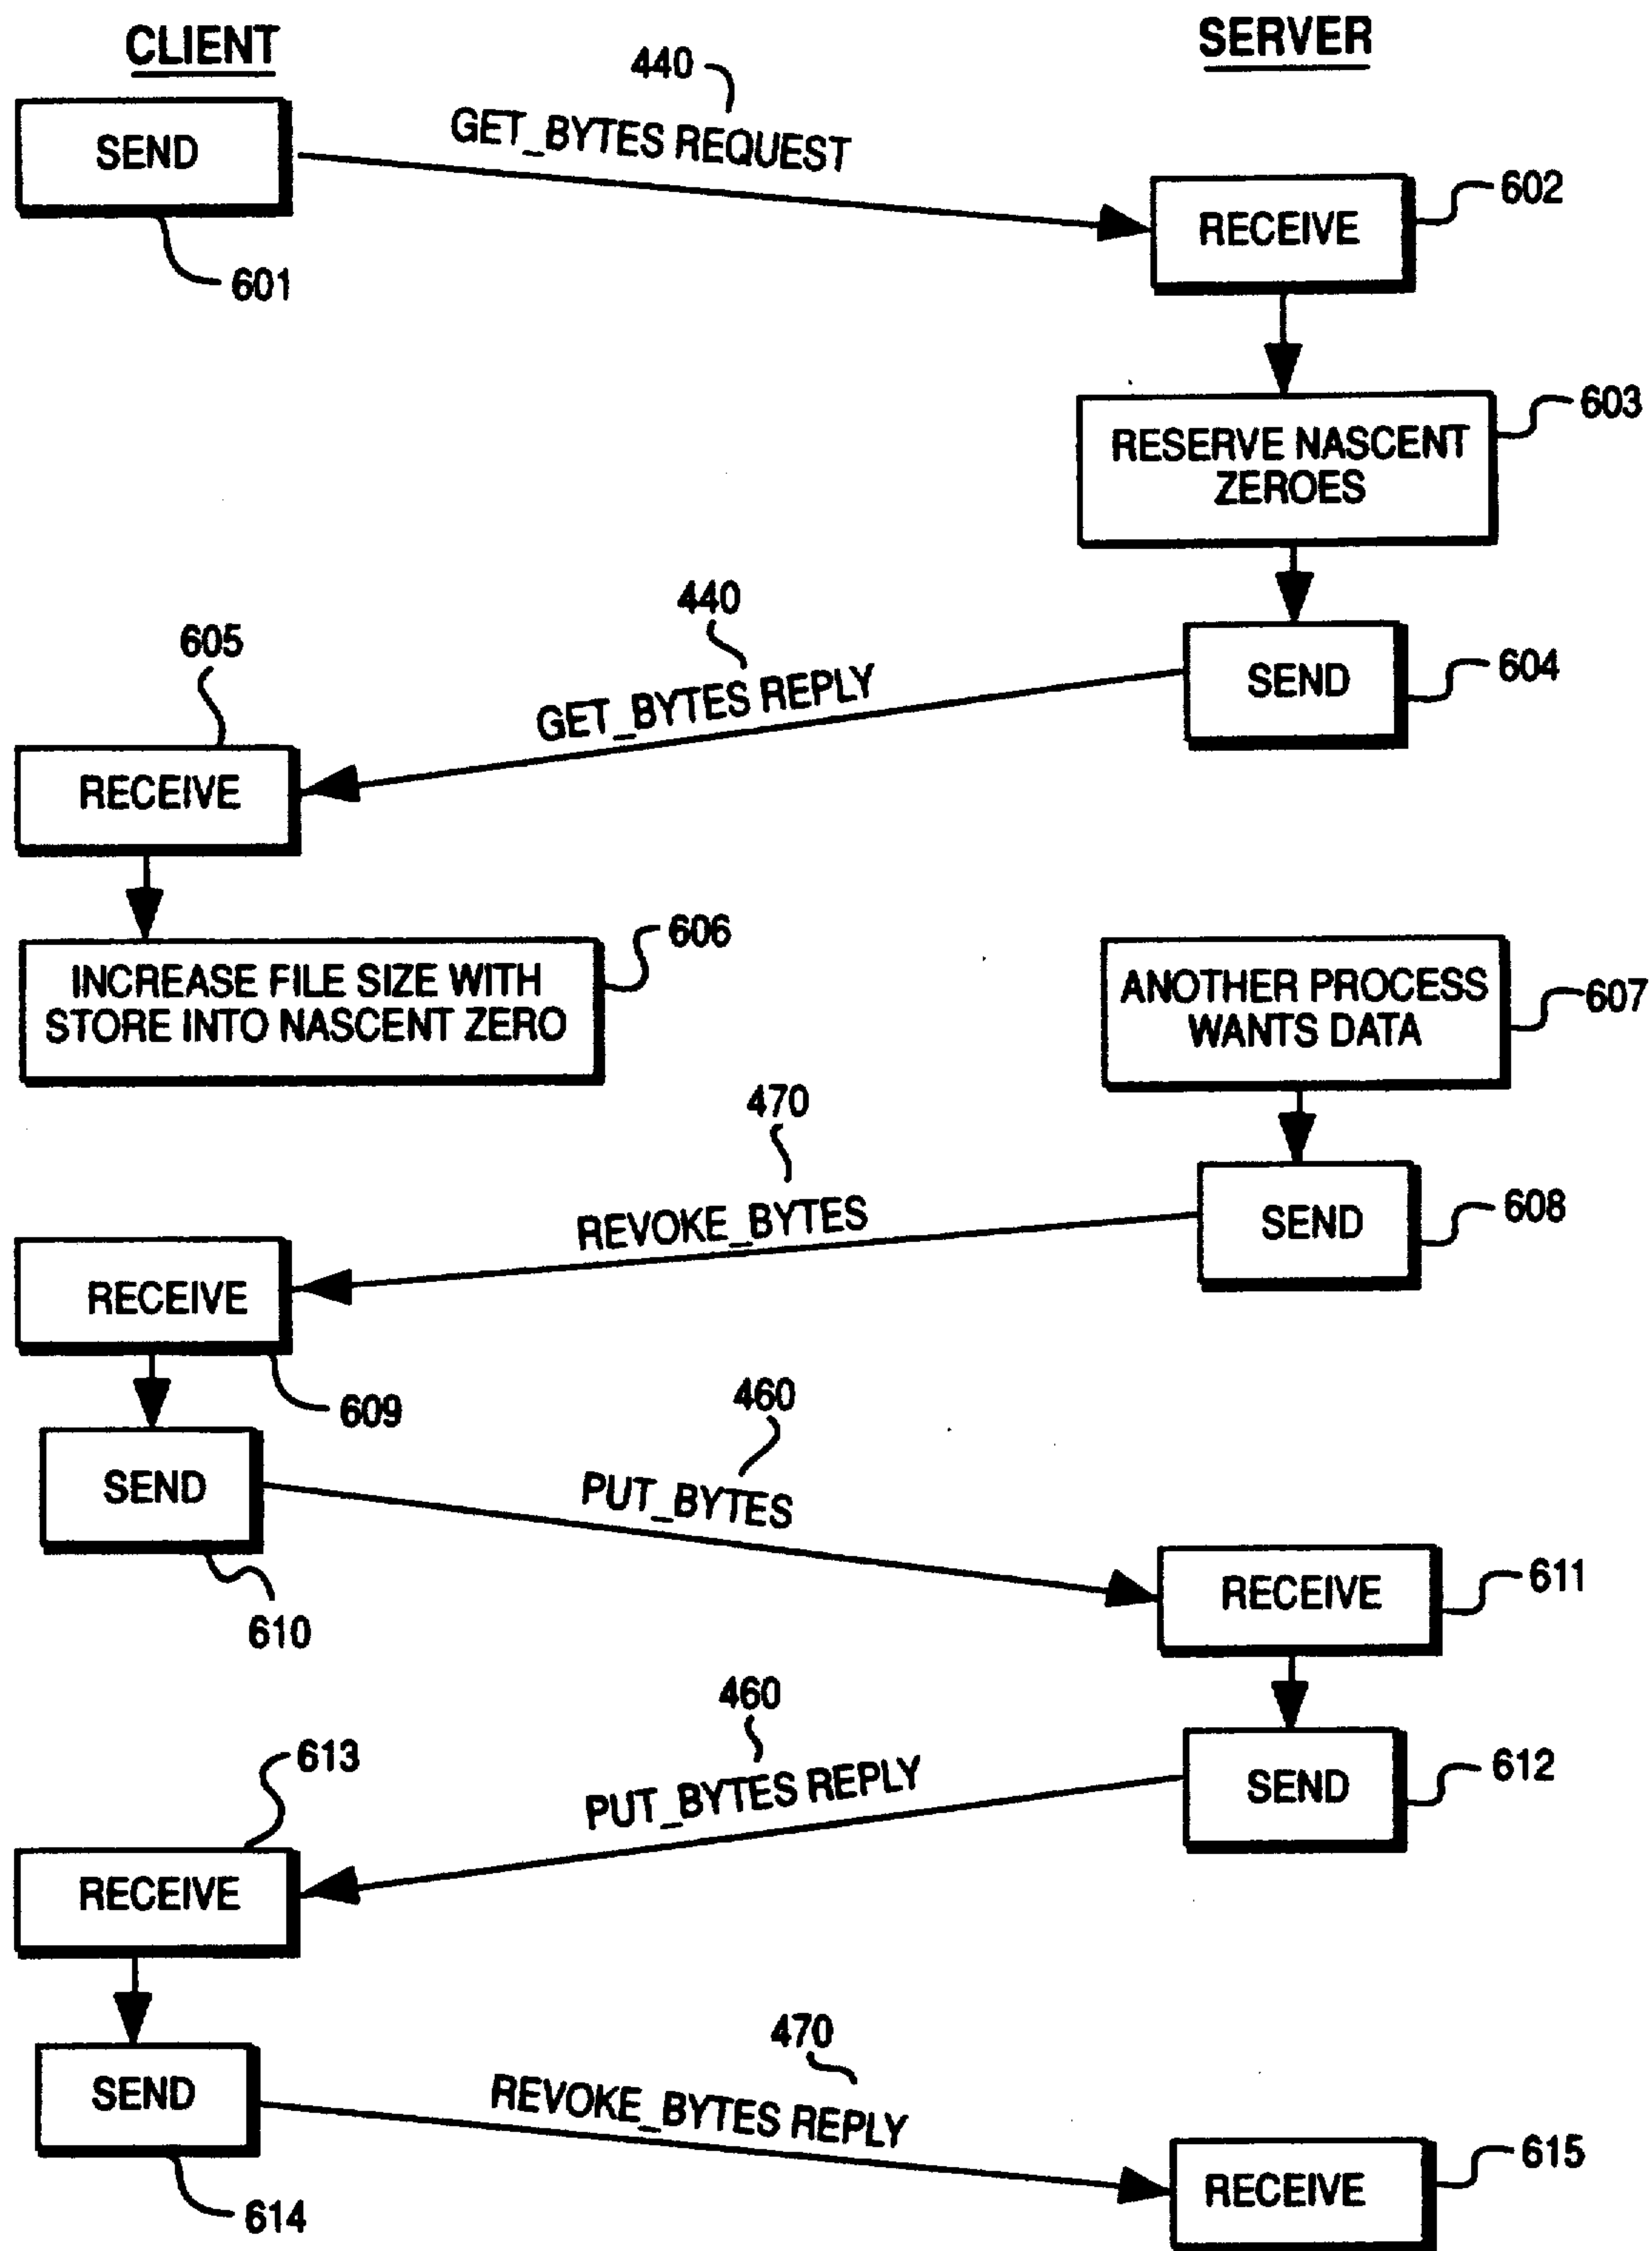 CLIENT
SERVER
440
GET_BYTES REQUEST
SEND
601
602
RECEIVE
603
RESERVE NASCENT
ZEROES
440
GET_BYTES REPLY
604
SEND
605
RECEIVE
606
INCREASE FILE SIZE WITH
STORE INTO NASCENT ZERO
607
ANOTHER PROCESS
WANTS DATA
470
REVOKE_BYTES
608
SEND
RECEIVE
609
460
PUT_BYTES
SEND
610
611
RECEIVE
460
PUT_BYTES REPLY
612
SEND
613
RECEIVE
470
REVOKE_BYTES REPLY
SEND
614
615
RECEIVE